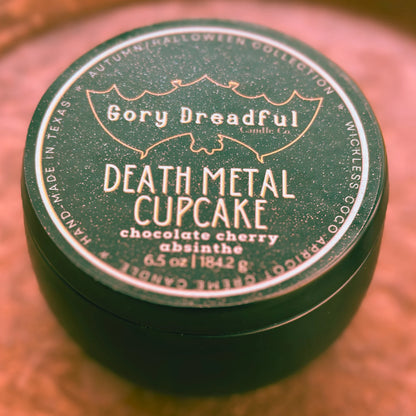 AUTUMN/HALLOWEEN COLLECTION
Gory Dreadful
Candle Co.
DEATH METAL
CUPCAKE
chocolate cherry
absinthe
6.5 oz | 184.2 g
HAND-MADE IN TEXAS
WICKLESS COCO APRICOT CREME CANDLE